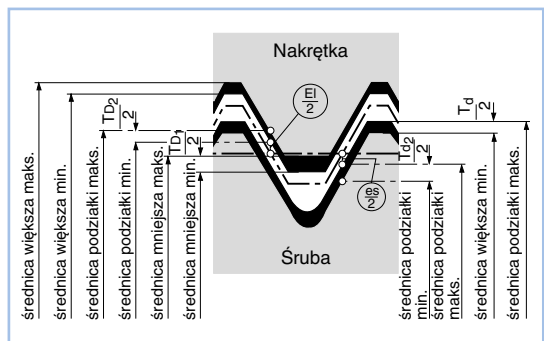 Nakrętka
EI
2
TD2
2
TD1
2
Td
2
Td2
2
es
2
Śruba
średnica większa maks.
średnica większa min.
średnica podziałki maks.
średnica podziałki min.
średnica mniejsza maks.
średnica mniejsza min.
średnica podziałki
min.
średnica podziałki
maks.
średnica większa min.
średnica podziałki maks.